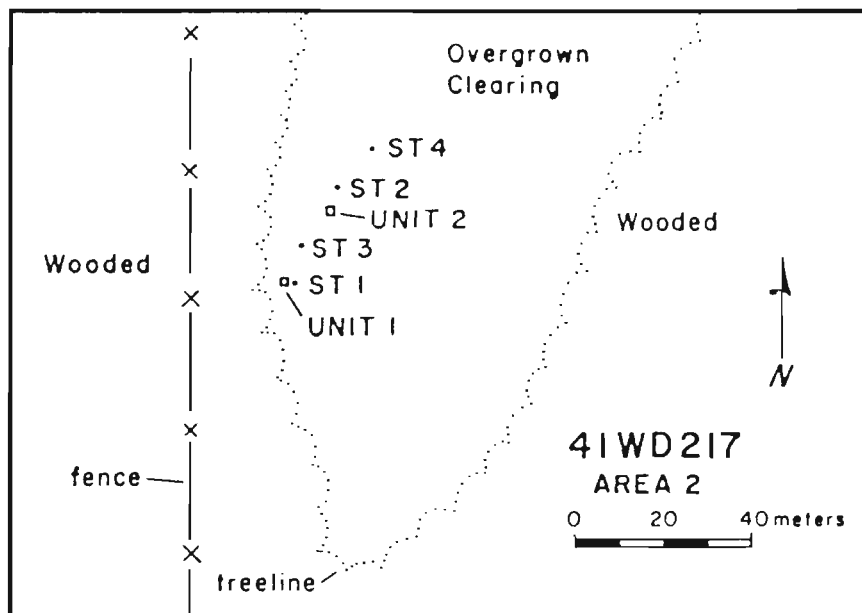 Overgrown
Clearing
ST 4
ST 2
UNIT 2
Wooded
ST 3
Wooded
ST 1
UNIT 1
N
41WD217
AREA 2
fence
0 20 40 meters
treeline